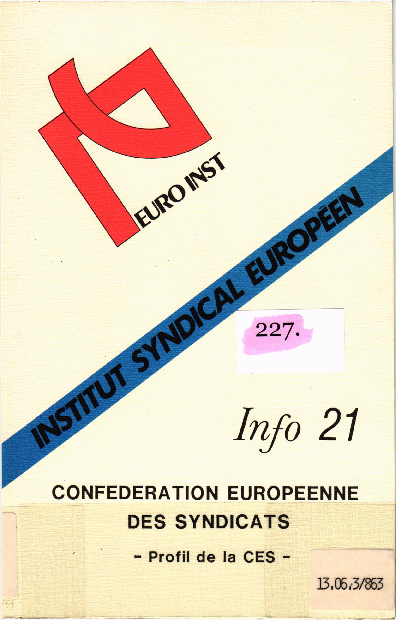 EURO INST
INSTITUT SYNDICAL EUROPÉEN
227.
Info 21
CONFEDERATION EUROPEENNE
DES SYNDICATS
- Profil de la CES -
13.06.3/863